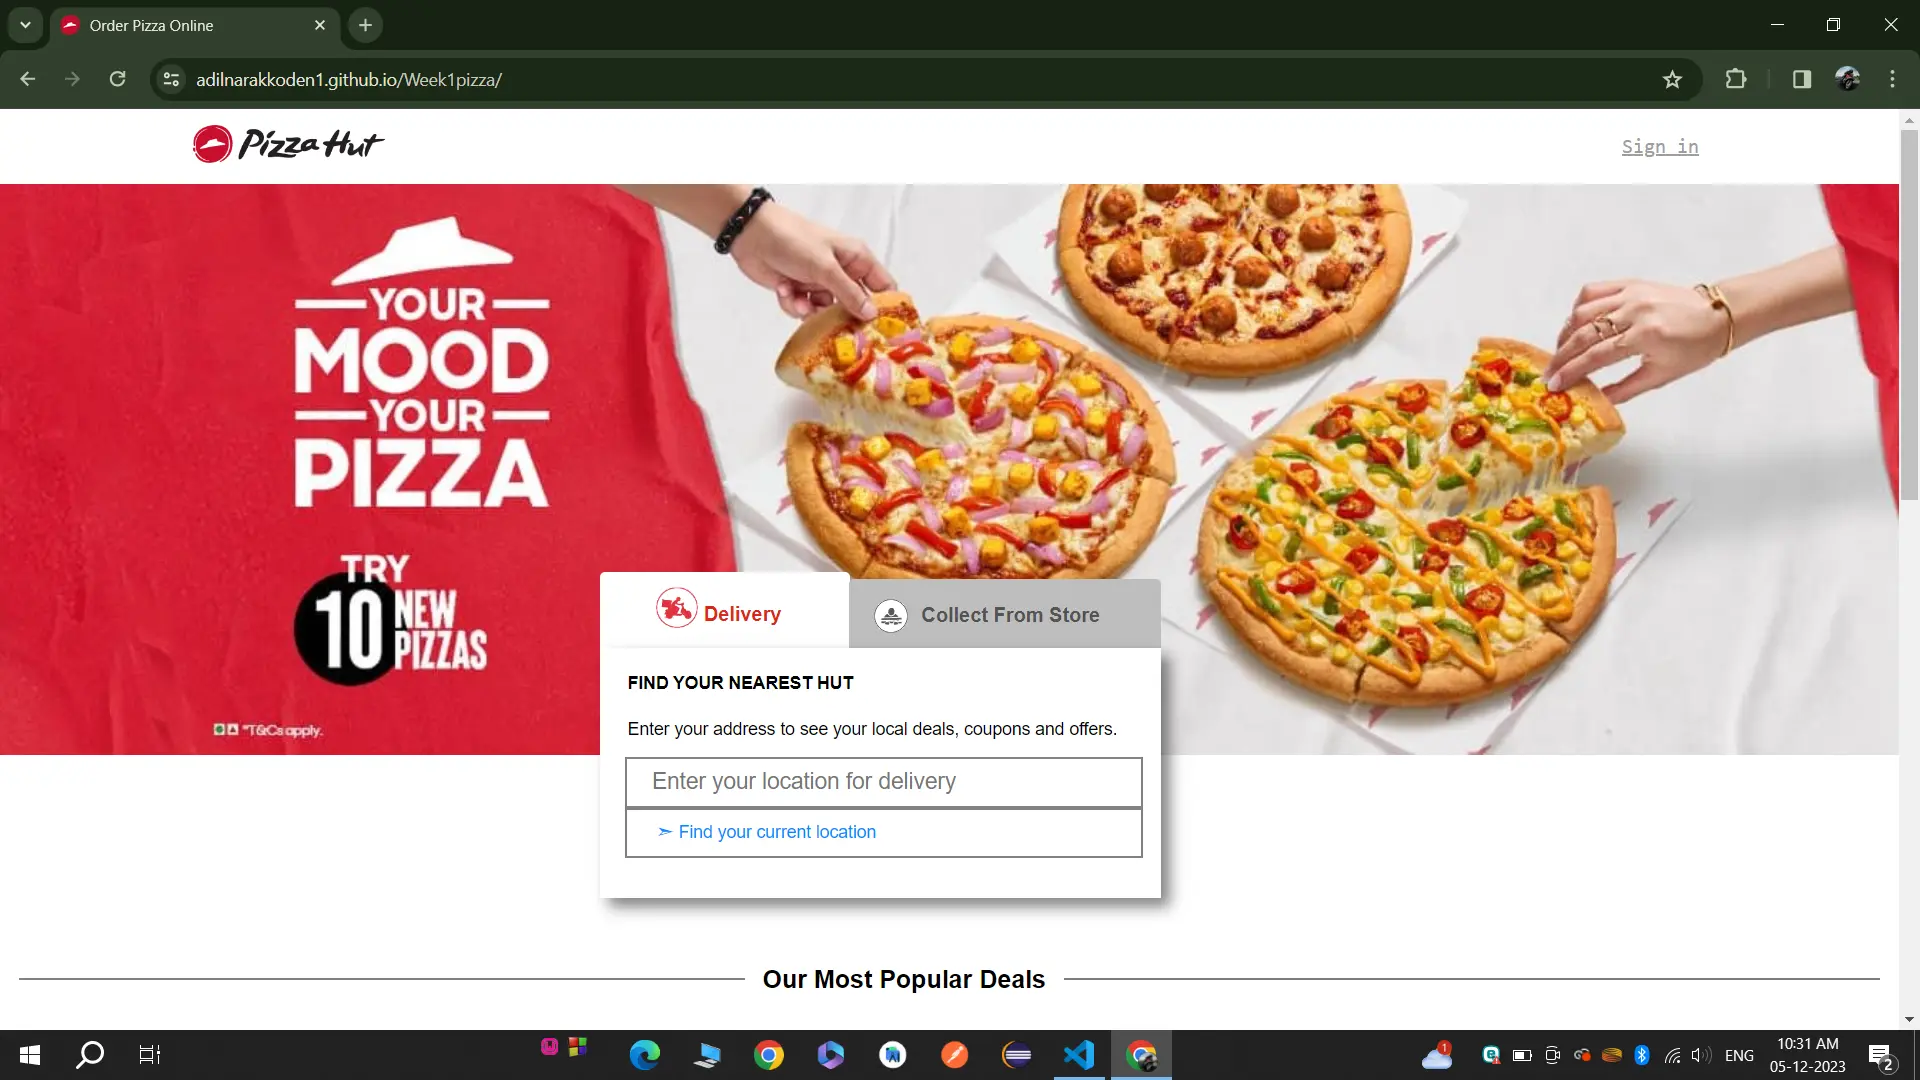 Order Pizza Online
adilnarakkoden1.github.io/Week1pizza/
Pizza Hut
Sign in
YOUR
MOOD
YOUR
PIZZA
TRY
10 NEW PIZZAS
*T&Cs apply.
Delivery
Collect From Store
FIND YOUR NEAREST HUT
Enter your address to see your local deals, coupons and offers.
Enter your location for delivery
➣ Find your current location
Our Most Popular Deals
1
ENG
10:31 AM
05-12-2023
2